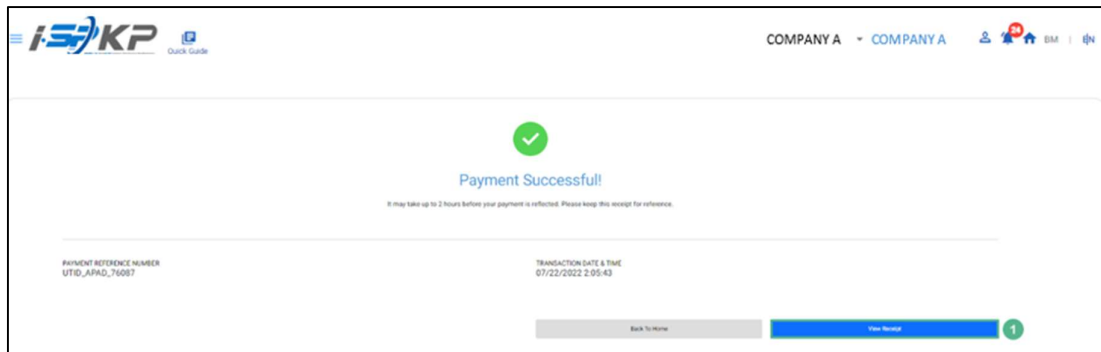 i-SPKP
Quick Guide
COMPANY A COMPANY A 24 BM | EN
Payment Successful!
It may take up to 2 hours before your payment is reflected. Please keep this receipt for reference.
PAYMENT REFERENCE NUMBER
UTID_APAD_76087
TRANSACTION DATE & TIME
07/22/2022 2:05:43
Back To Home
View Receipt
1